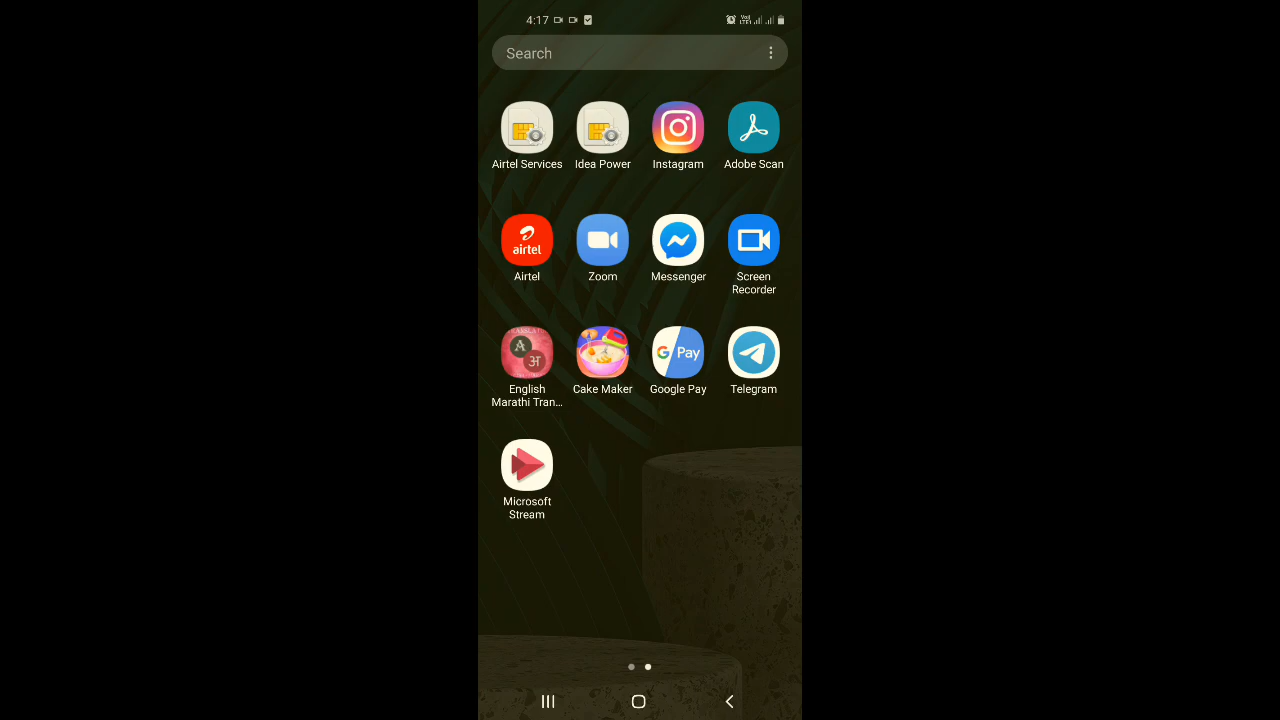 4:17
Search
Airtel Services Idea Power Instagram Adobe Scan
airtel
Airtel Zoom Messenger Screen
Recorder
A अ
G Pay
English Cake Maker Google Pay Telegram
Marathi Tran...
Microsoft
Stream